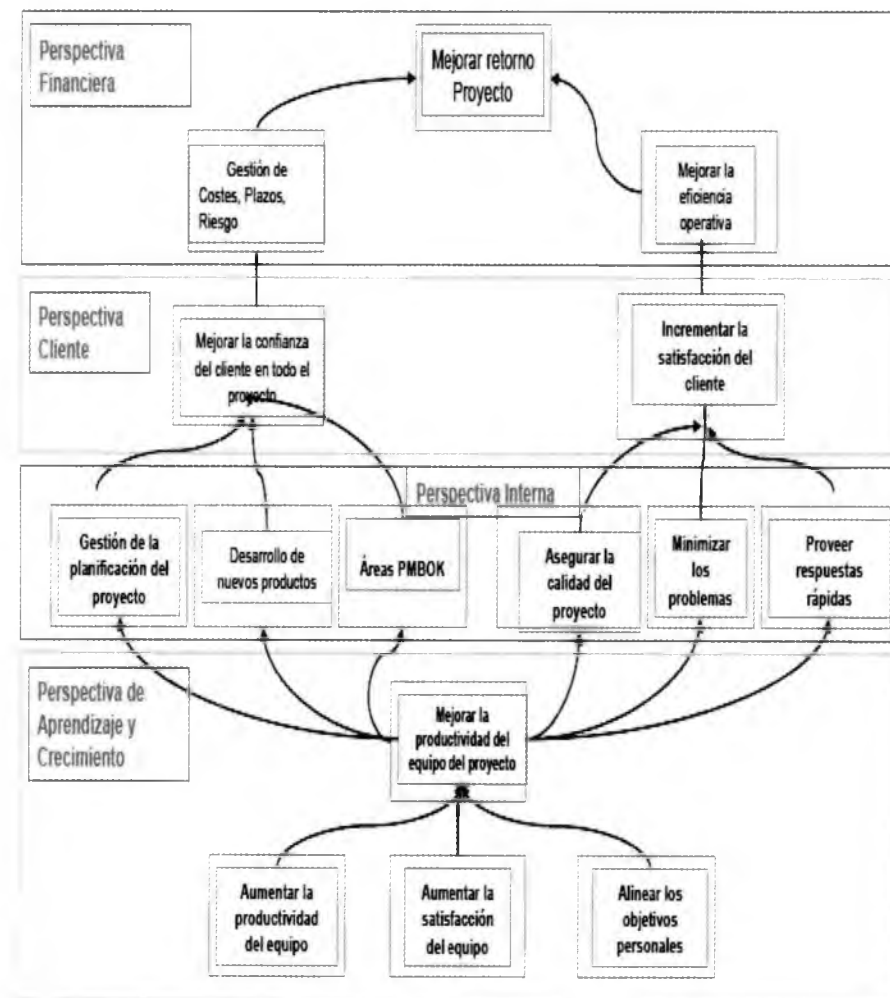 Perspectiva
Financiera
Mejorar retorno
Proyecto
Gestión de
Costes, Plazos,
Riesgo
Mejorar la
eficiencia
operativa
Perspectiva
Cliente
Mejorar la confianza
del cliente en todo el
proyecto
Incrementar la
satisfacción del
cliente
Perspectiva Interna
Gestión de la
planificación del
proyecto
Desarrollo de
nuevos productos
Áreas PMBOK
Asegurar la
calidad del
proyecto
Minimizar
los
problemas
Proveer
respuestas
rápidas
Perspectiva de
Aprendizaje y
Crecimiento
Mejorar la
productividad del
equipo del proyecto
Aumentar la
productividad
del equipo
Aumentar la
satisfacción
del equipo
Alinear los
objetivos
personales